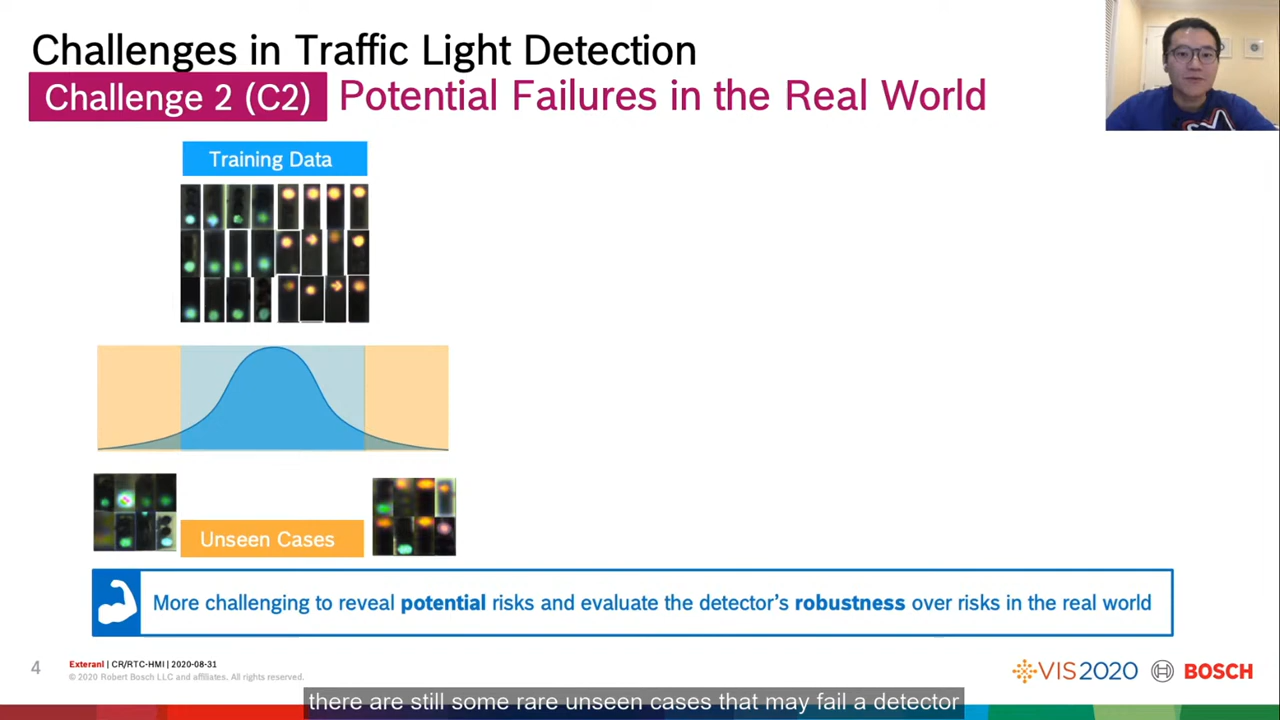 Challenges in Traffic Light Detection
Challenge 2 (C2) Potential Failures in the Real World
Training Data
Unseen Cases
More challenging to reveal potential risks and evaluate the detector's robustness over risks in the real world
4
Exteranl | CR/RTC-HMI | 2020-08-31
© 2020 Robert Bosch LLC and affiliates. All rights reserved.
VIS2020
BOSCH
there are still some rare unseen cases that may fail a detector